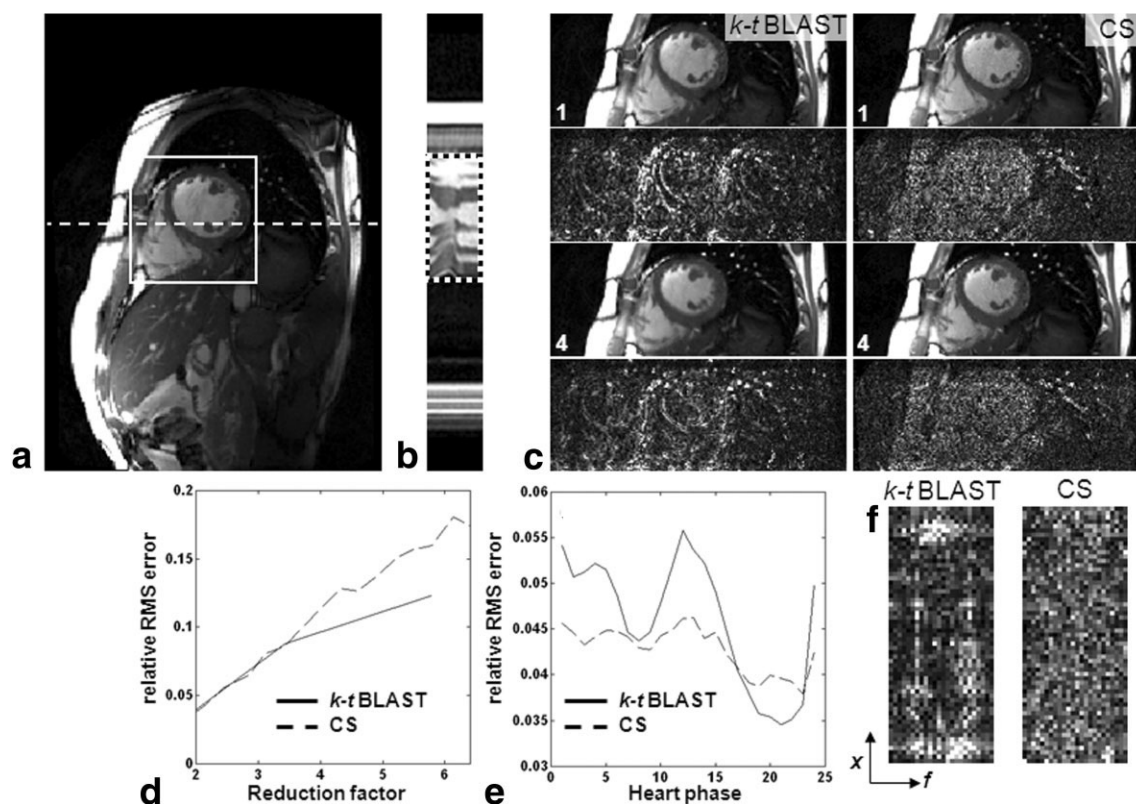 k-t BLAST
CS
1
1
4
4
a
b
c
k-t BLAST
CS
f
0.2
0.15
0.1
0.05
0
2
3
4
5
6
relative RMS error
k-t BLAST
CS
d
Reduction factor
0.06
0.055
0.05
0.045
0.04
0.035
0.03
0
5
10
15
20
25
relative RMS error
k-t BLAST
CS
e
Heart phase
x
f